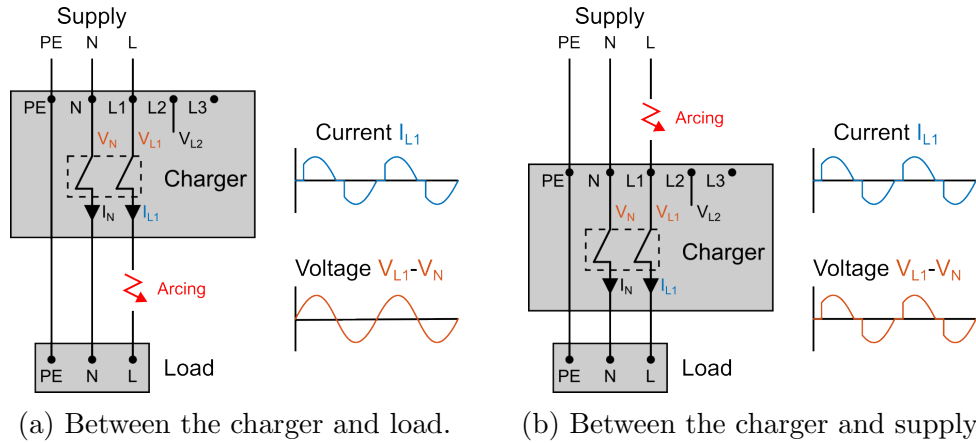 Supply
PE N L
PE N L1 L2 L3
V_N V_L1 V_L2
Charger
I_N I_L1
Arcing
Load
PE N L
Current I_L1
Voltage V_L1-V_N
(a) Between the charger and load.
Supply
PE N L
Arcing
PE N L1 L2 L3
V_N V_L1 V_L2
Charger
I_N I_L1
Load
PE N L
Current I_L1
Voltage V_L1-V_N
(b) Between the charger and supply